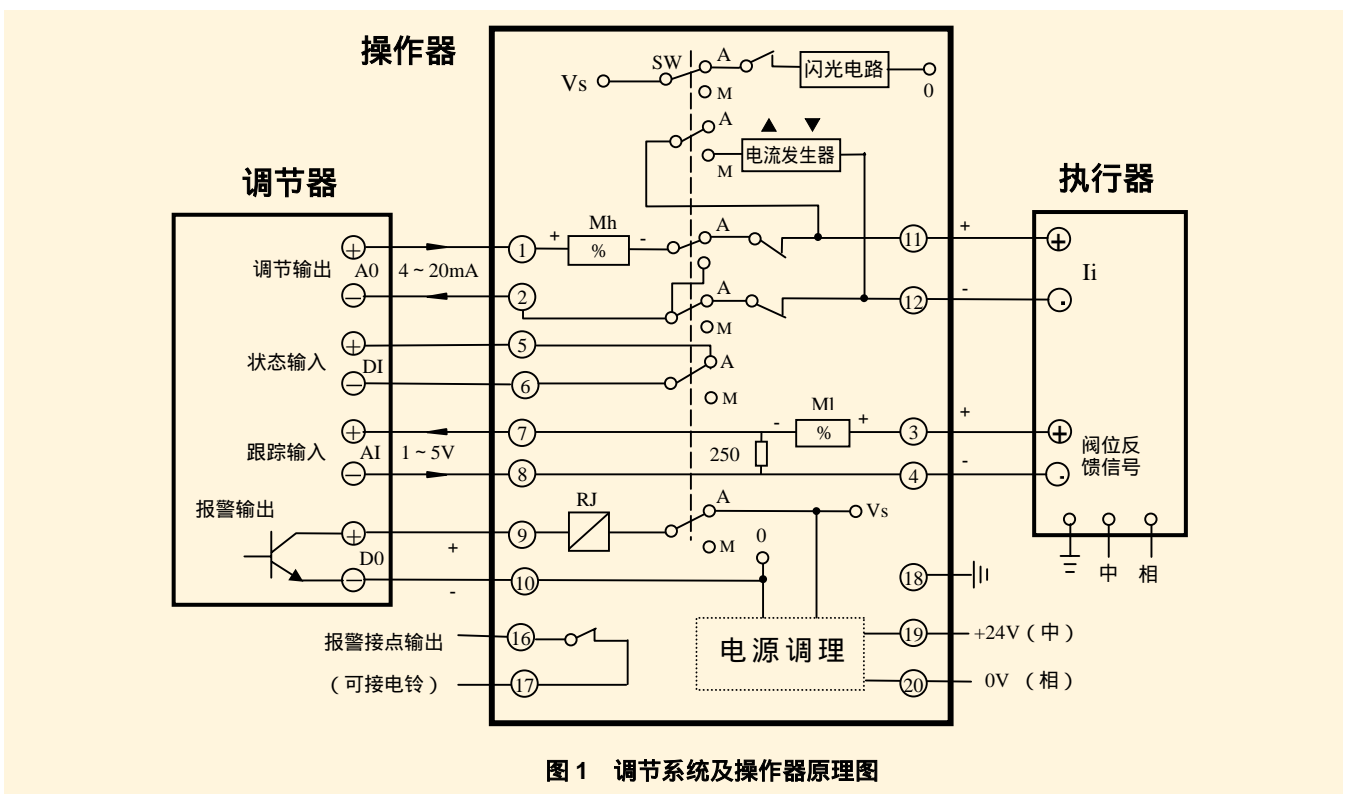 操作器
SW
A
Vs
闪光电路
0
M
A
▲ ▼
电流发生器
M
调节器
执行器
Mh
+
%
-
A
11
+
+
调节输出
+
A0
4～20mA
1
Ii
-
2
A
12
-
M
状态输入
+
DI
5
A
-
6
M
Ml
跟踪输入
+
AI
1～5V
7
-
%
+
3
+
+
阀位反
馈信号
250
-
8
4
-
报警输出
RJ
A
Vs
+
D0
+
9
M
0
-
-
10
18
中
相
报警接点输出
16
电源调理
19
+24V（中）
（可接电铃）
17
20
0V （相）
图 1 调节系统及操作器原理图